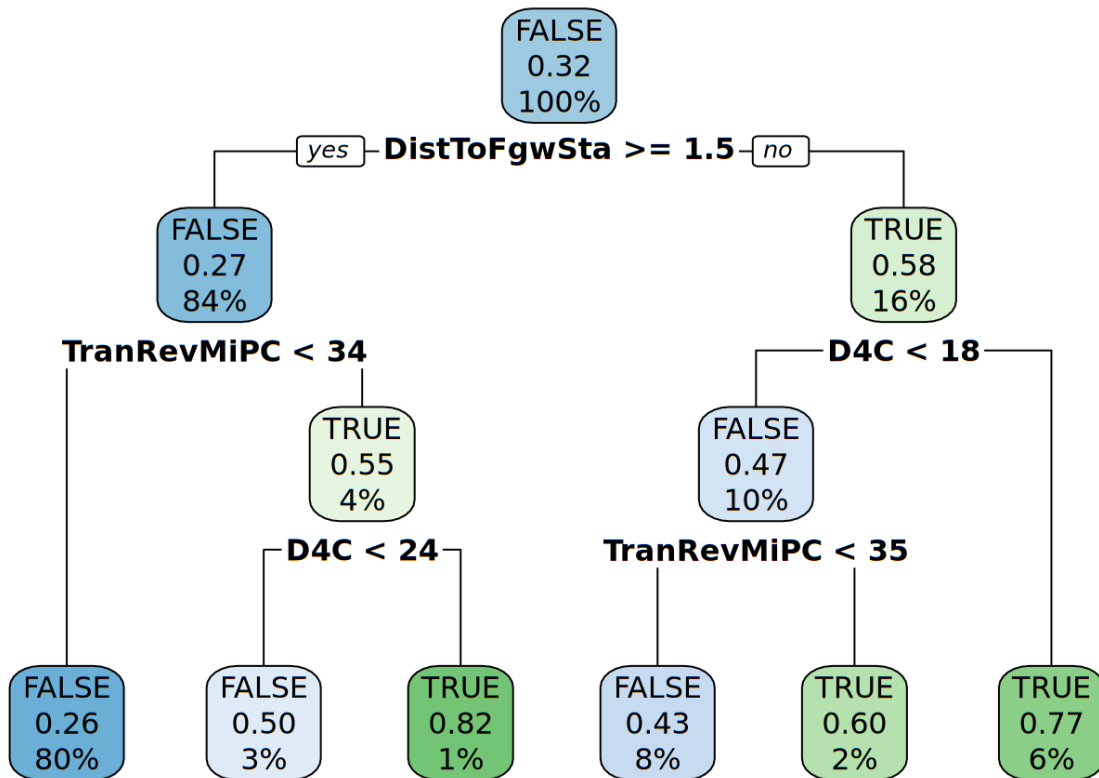 FALSE
0.32
100%
yes DistToFgwSta >= 1.5 no
FALSE
0.27
84%
TRUE
0.58
16%
TranRevMiPC < 34
D4C < 18
TRUE
0.55
4%
FALSE
0.47
10%
D4C < 24
TranRevMiPC < 35
FALSE
0.26
80%
FALSE
0.50
3%
TRUE
0.82
1%
FALSE
0.43
8%
TRUE
0.60
2%
TRUE
0.77
6%